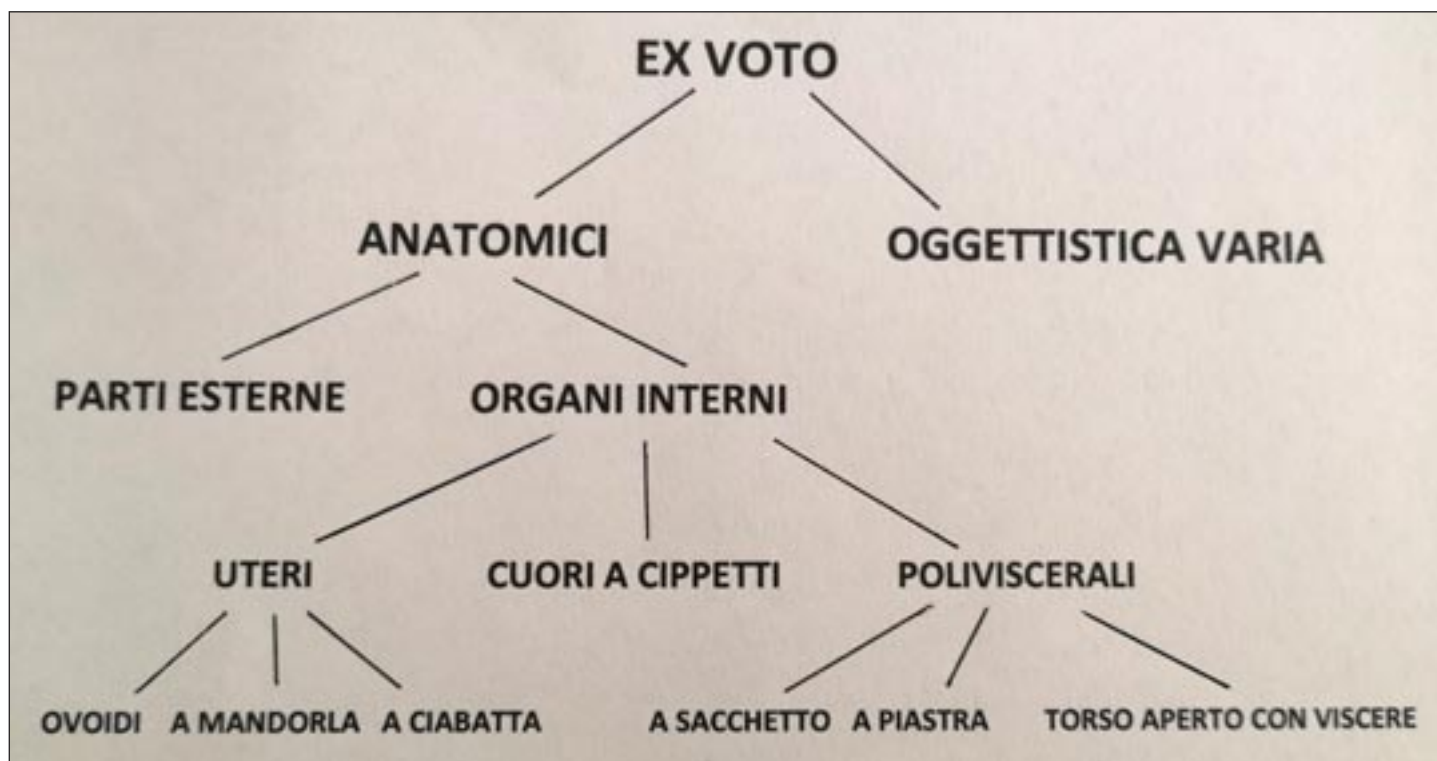 EX VOTO
ANATOMICI OGGETTISTICA VARIA
PARTI ESTERNE ORGANI INTERNI
UTERI CUORI A CIPPETTI POLIVISCERALI
OVOIDI A MANDORLA A CIABATTA A SACCHETTO A PIASTRA TORSO APERTO CON VISCERE